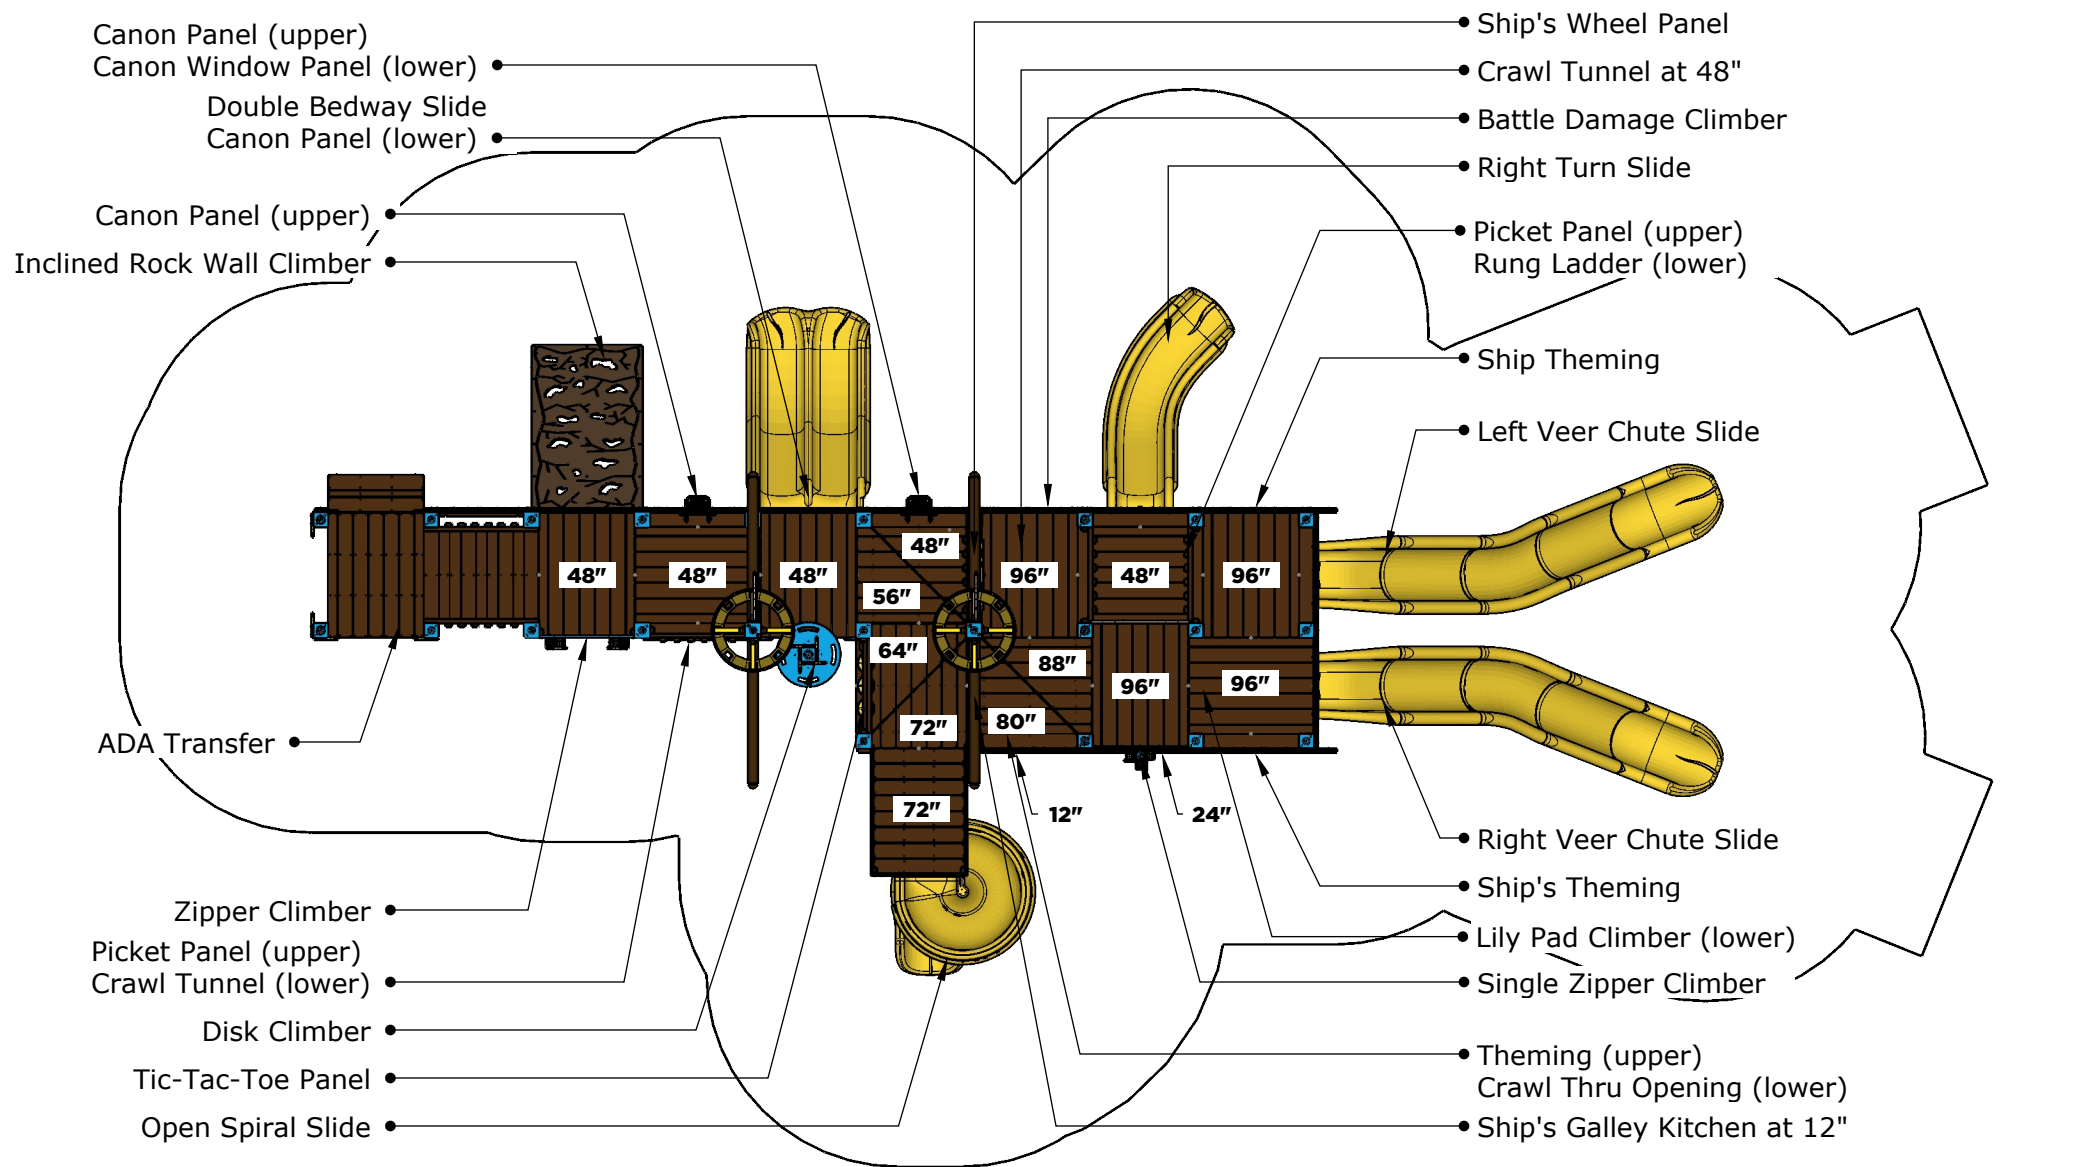 Canon Panel (upper)
Canon Window Panel (lower)
Double Bedway Slide
Canon Panel (lower)
Canon Panel (upper)
Inclined Rock Wall Climber
Ship's Wheel Panel
Crawl Tunnel at 48"
Battle Damage Climber
Right Turn Slide
Picket Panel (upper)
Rung Ladder (lower)
Ship Theming
Left Veer Chute Slide
48"
48"
48"
48"
56"
96"
48"
96"
64"
88"
96"
96"
72"
80"
72"
12"
24"
ADA Transfer
Zipper Climber
Picket Panel (upper)
Crawl Tunnel (lower)
Disk Climber
Tic-Tac-Toe Panel
Open Spiral Slide
Right Veer Chute Slide
Ship's Theming
Lily Pad Climber (lower)
Single Zipper Climber
Theming (upper)
Crawl Thru Opening (lower)
Ship's Galley Kitchen at 12"